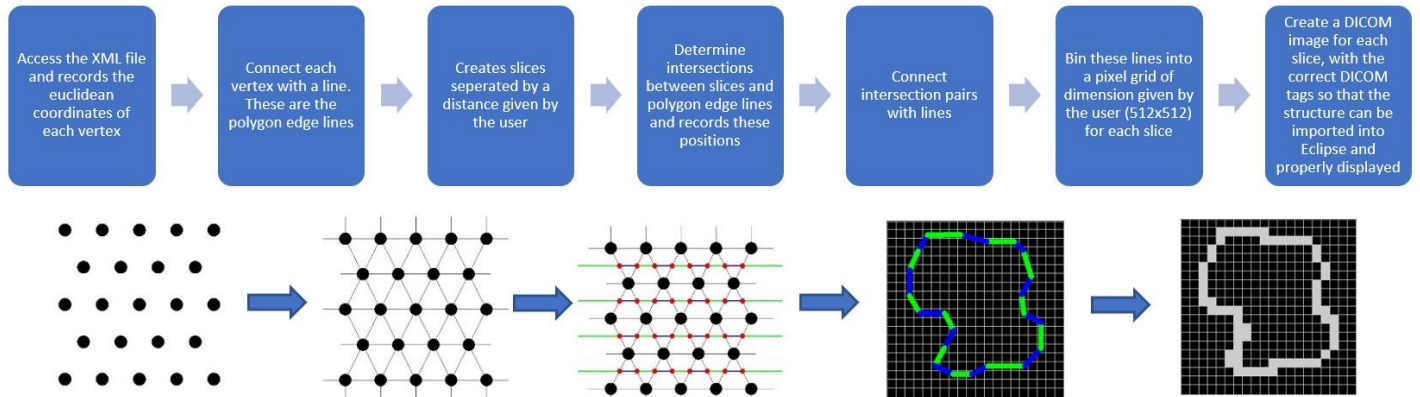 Access the XML file
and records the
euclidean
coordinates of
each vertex
Connect each
vertex with a line.
These are the
polygon edge lines
Creates slices
seperated by a
distance given by
the user
Determine
intersections
between slices and
polygon edge lines
and records these
positions
Connect
intersection pairs
with lines
Bin these lines into
a pixel grid of
dimension given by
the user (512x512)
for each slice
Create a DICOM
image for each
slice, with the
correct DICOM
tags so that the
structure can be
imported into
Eclipse and
properly displayed